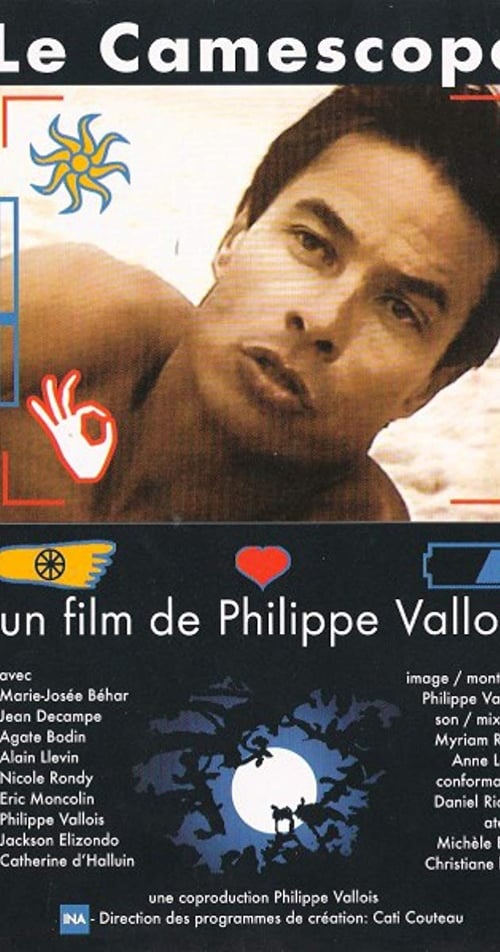 Le Camescope
un film de Philippe Vallo
avec
Marie-Josée Béhar
Jean Decampe
Agate Bodin
Alain Llevin
Nicole Rondy
Eric Moncolin
Philippe Vallois
Jackson Elizondo
Catherine d'Halluin
image / mont
Philippe Va
son / mix
Myriam R
Anne L
conforma
Daniel Ric
ate
Michèle
Christiane
une coproduction Philippe Vallois
INA - Direction des programmes de création: Cati Couteau